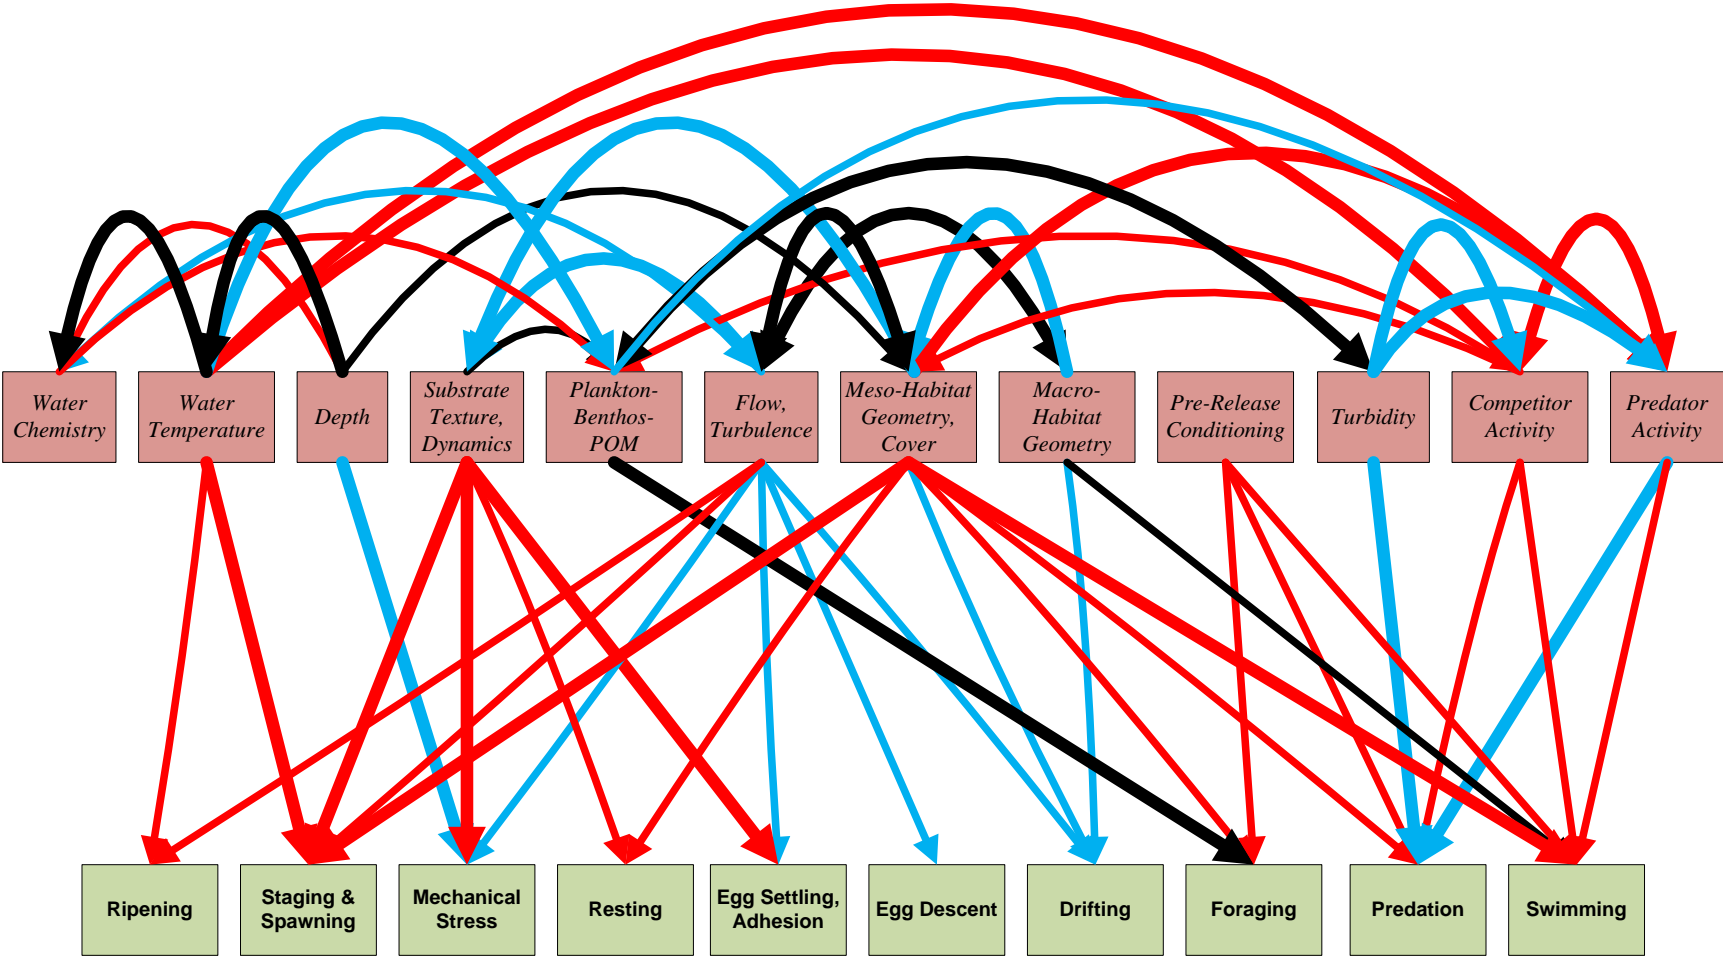 Water
Chemistry
Water
Temperature
Depth
Substrate
Texture,
Dynamics
Plankton-
Benthos-
POM
Flow,
Turbulence
Meso-Habitat
Geometry,
Cover
Macro-
Habitat
Geometry
Pre-Release
Conditioning
Turbidity
Competitor
Activity
Predator
Activity
Ripening
Staging &
Spawning
Mechanical
Stress
Resting
Egg Settling,
Adhesion
Egg Descent
Drifting
Foraging
Predation
Swimming